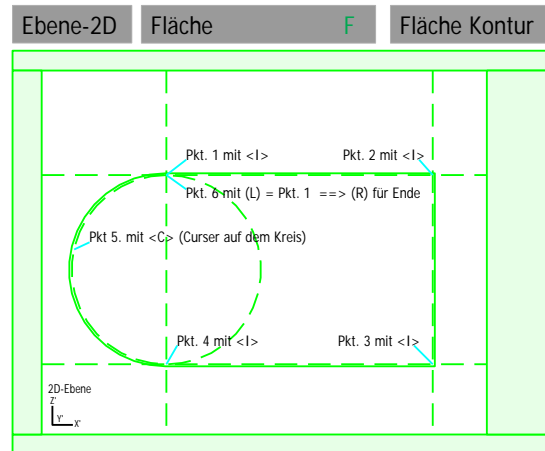 Ebene-2D Fläche F Fläche Kontur
Pkt. 1 mit <I> Pkt. 2 mit <I>
Pkt. 6 mit (L) = Pkt. 1 ==> (R) für Ende
Pkt 5. mit <C> (Curser auf dem Kreis)
Pkt. 4 mit <I> Pkt. 3 mit <I>
2D-Ebene
Z'
Y'
X'